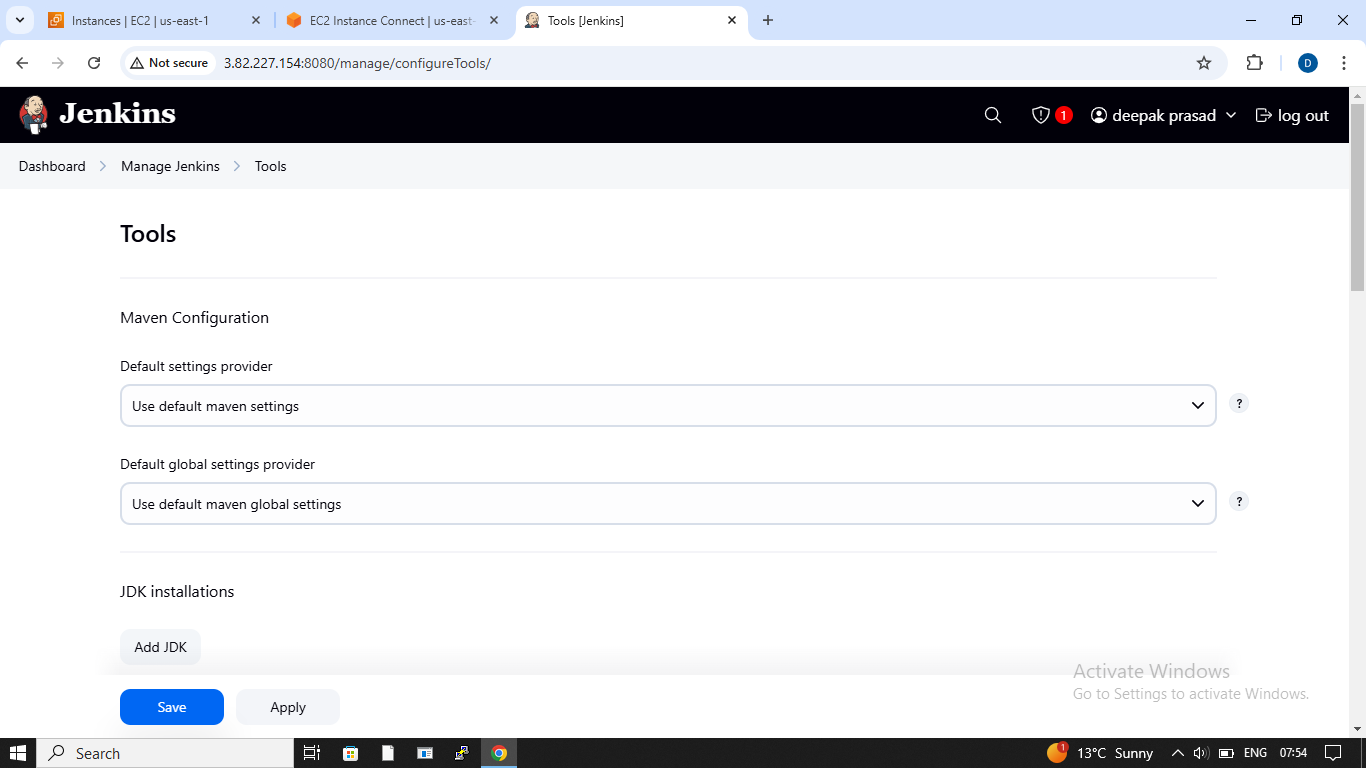 Instances | EC2 | us-east-1
EC2 Instance Connect | us-east-
Tools [Jenkins]
Not secure
3.82.227.154:8080/manage/configureTools/
D
Jenkins
1
deepak prasad
log out
Dashboard
Manage Jenkins
Tools
Tools
Maven Configuration
Default settings provider
Use default maven settings
?
Default global settings provider
Use default maven global settings
?
JDK installations
Add JDK
Save
Apply
Activate Windows
Go to Settings to activate Windows.
Search
1
13°C Sunny
ENG
07:54